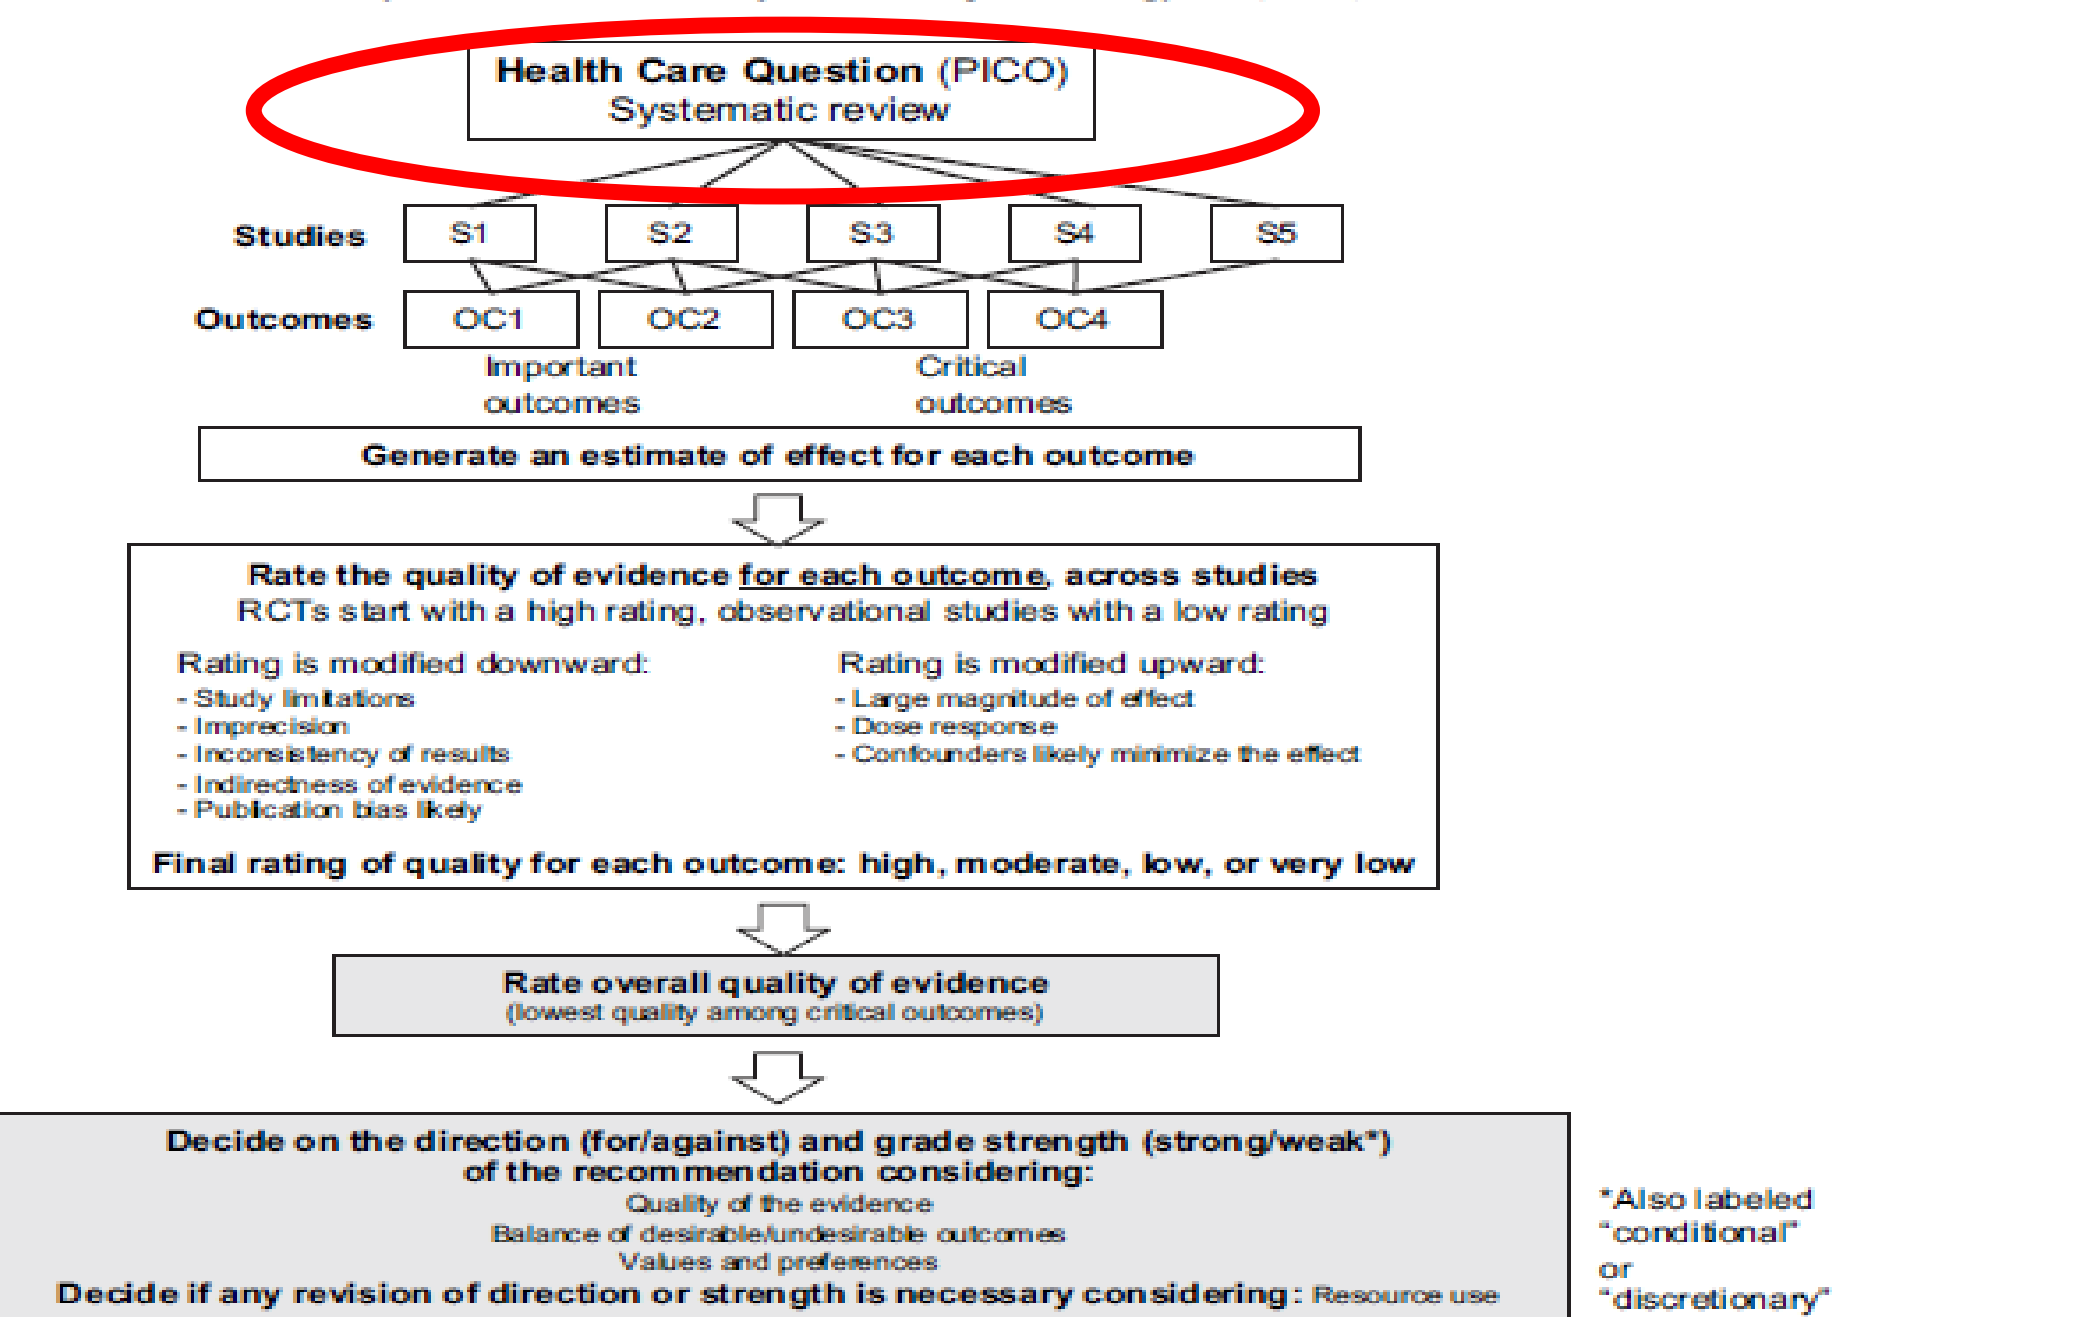 Health Care Question (PICO)
Systematic review
Studies S1 S2 S3 S4 S5
Outcomes OC1 OC2 OC3 OC4
Important Critical
outcomes outcomes
Generate an estimate of effect for each outcome
Rate the quality of evidence for each outcome, across studies
RCTs start with a high rating, observational studies with a low rating
Rating is modified downward:
- Study limitations
- Imprecision
- Inconsistency of results
- Indirectness of evidence
- Publication bias likely
Rating is modified upward:
- Large magnitude of effect
- Dose response
- Confounders likely minimize the effect
Final rating of quality for each outcome: high, moderate, low, or very low
Rate overall quality of evidence
(lowest quality among critical outcomes)
Decide on the direction (for/against) and grade strength (strong/weak*)
of the recommendation considering:
Quality of the evidence
Balance of desirable/undesirable outcomes
Values and preferences
Decide if any revision of direction or strength is necessary considering: Resource use
*Also labeled
"conditional"
or
"discretionary"